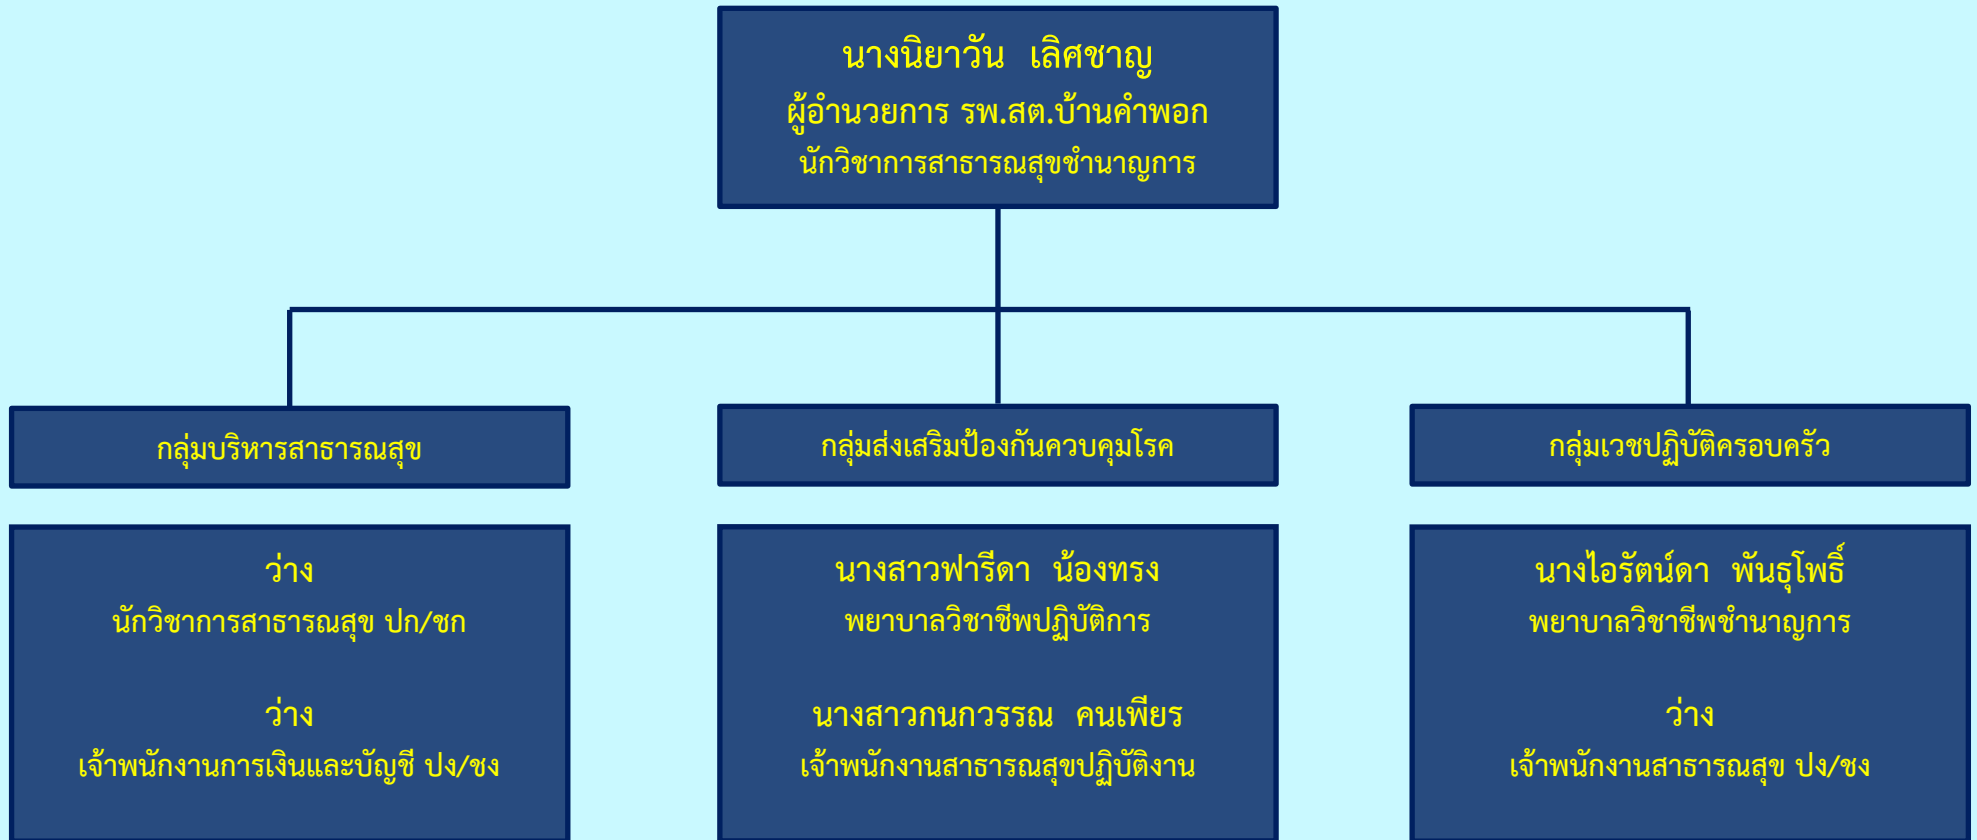 นางนิยาวัน เลิศชาญ
ผู้อำนวยการ รพ.สต.บ้านคำพอก
นักวิชาการสาธารณสุขชำนาญการ
กลุ่มบริหารสาธารณสุข
กลุ่มส่งเสริมป้องกันควบคุมโรค
กลุ่มเวชปฏิบัติครอบครัว
ว่าง
นักวิชาการสาธารณสุข ปก/ชก
ว่าง
เจ้าพนักงานการเงินและบัญชี ปง/ชง
นางสาวฟารีดา น้องทรง
พยาบาลวิชาชีพปฏิบัติการ
นางสาวกนกวรรณ คนเพียร
เจ้าพนักงานสาธารณสุขปฏิบัติงาน
นางไอรัตน์ดา พันธุโพธิ์
พยาบาลวิชาชีพชำนาญการ
ว่าง
เจ้าพนักงานสาธารณสุข ปง/ชง